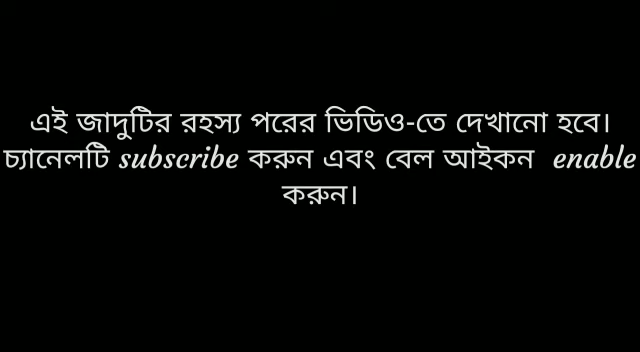 এই জাদুটির রহস্য পরের ভিডিও-তে দেখানো হবে।
চ্যানেলটি subscribe করুন এবং বেল আইকন enable
করুন।